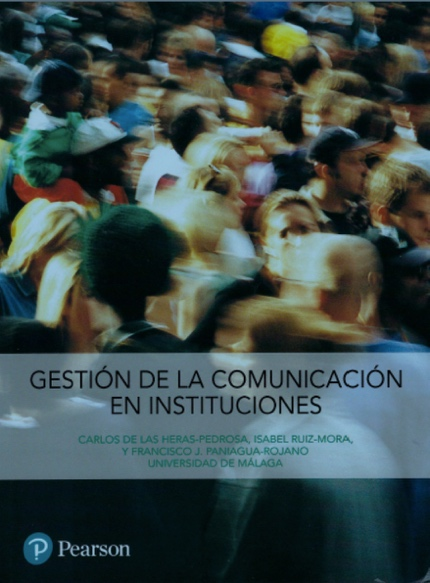 GESTIÓN DE LA COMUNICACIÓN
EN INSTITUCIONES
CARLOS DE LAS HERAS-PEDROSA, ISABEL RUIZ-MORA,
Y FRANCISCO J. PANIAGUA-ROJANO
UNIVERSIDAD DE MÁLAGA
Pearson